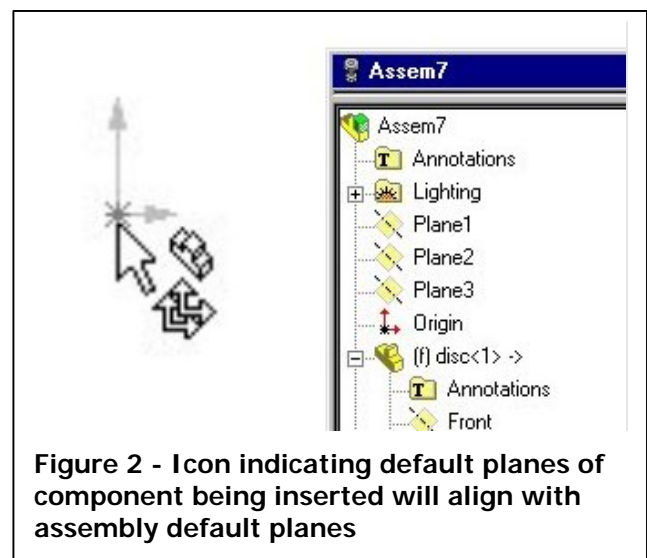 Assem7
Assem7
T Annotations
Lighting
Plane1
Plane2
Plane3
Origin
(f) disc<1> ->
T Annotations
Front
Figure 2 - Icon indicating default planes of
component being inserted will align with
assembly default planes